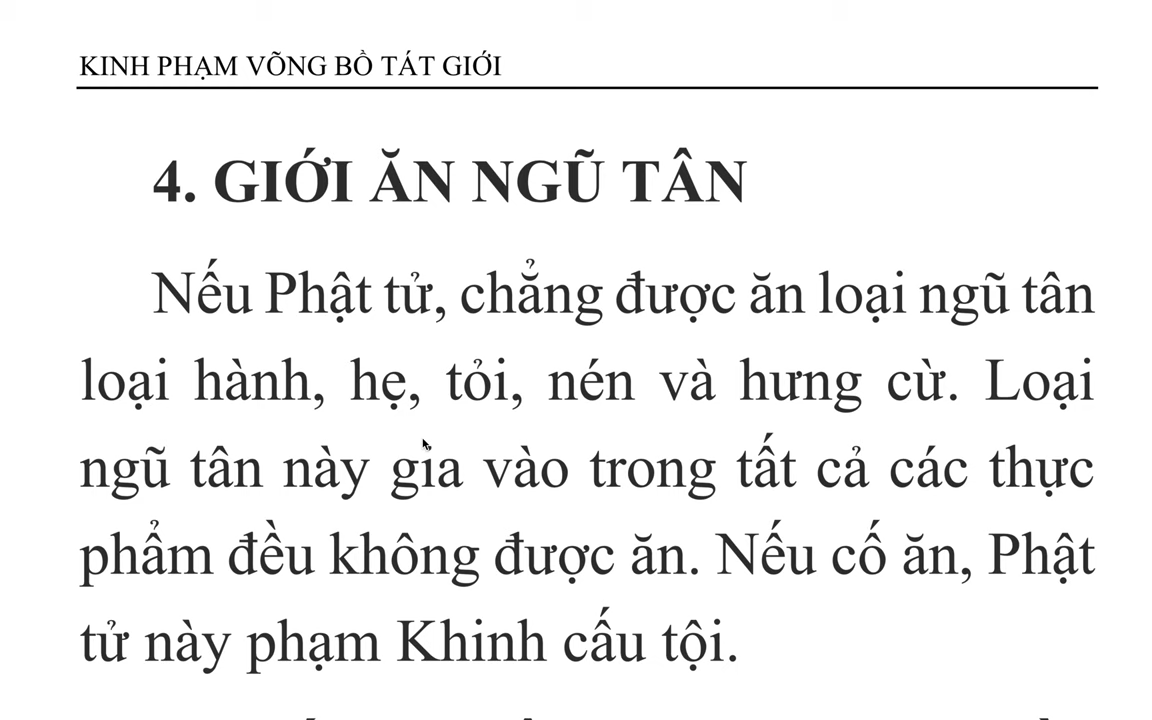 KINH PHẠM VÕNG BỒ TÁT GIỚI
4. GIỚI ĂN NGŨ TÂN
Nếu Phật tử, chẳng được ăn loại ngũ tân
loại hành, hẹ, tỏi, nén và hưng cừ. Loại
ngũ tân này gia vào trong tất cả các thực
phẩm đều không được ăn. Nếu cố ăn, Phật
tử này phạm Khinh cấu tội.